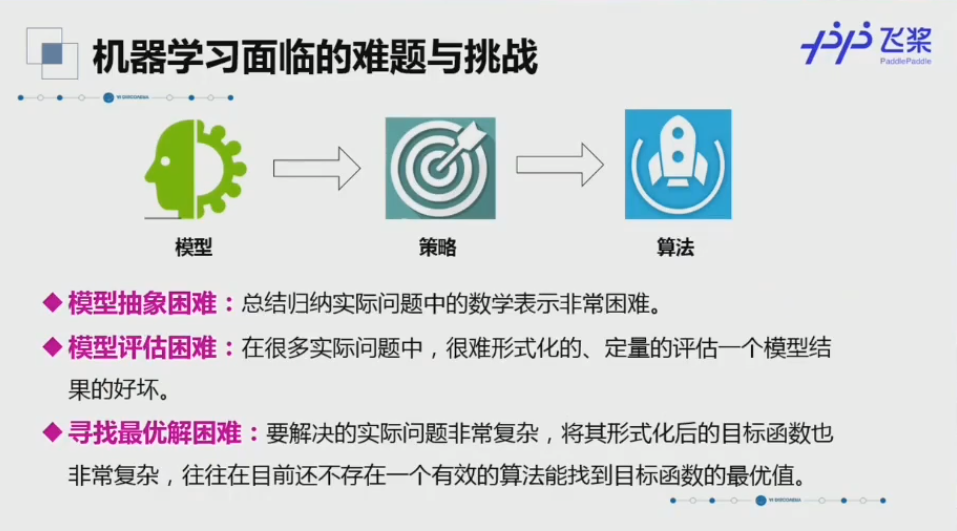 机器学习面临的难题与挑战
飞桨
PaddlePaddle
模型
策略
算法
模型抽象困难：总结归纳实际问题中的数学表示非常困难。
模型评估困难：在很多实际问题中，很难形式化的、定量的评估一个模型结
果的好坏。
寻找最优解困难：要解决的实际问题非常复杂，将其形式化后的目标函数也
非常复杂，往往在目前还不存在一个有效的算法能找到目标函数的最优值。